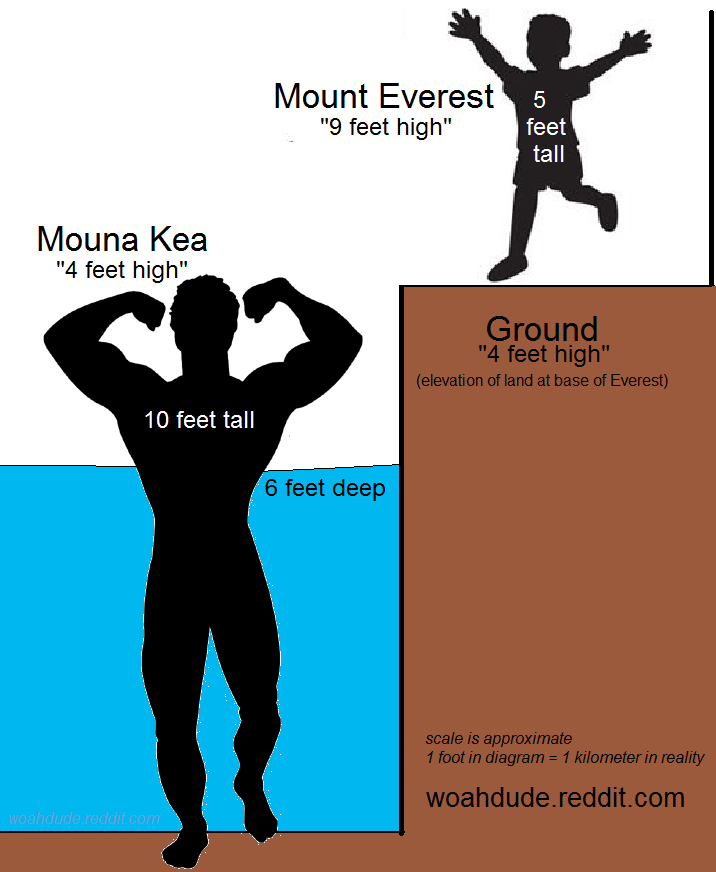 Mount Everest
"9 feet high"
5
feet
tall
Mouna Kea
"4 feet high"
Ground
"4 feet high"
(elevation of land at base of Everest)
10 feet tall
6 feet deep
scale is approximate
1 foot in diagram = 1 kilometer in reality
woahdude.reddit.com
woahdude.reddit.com